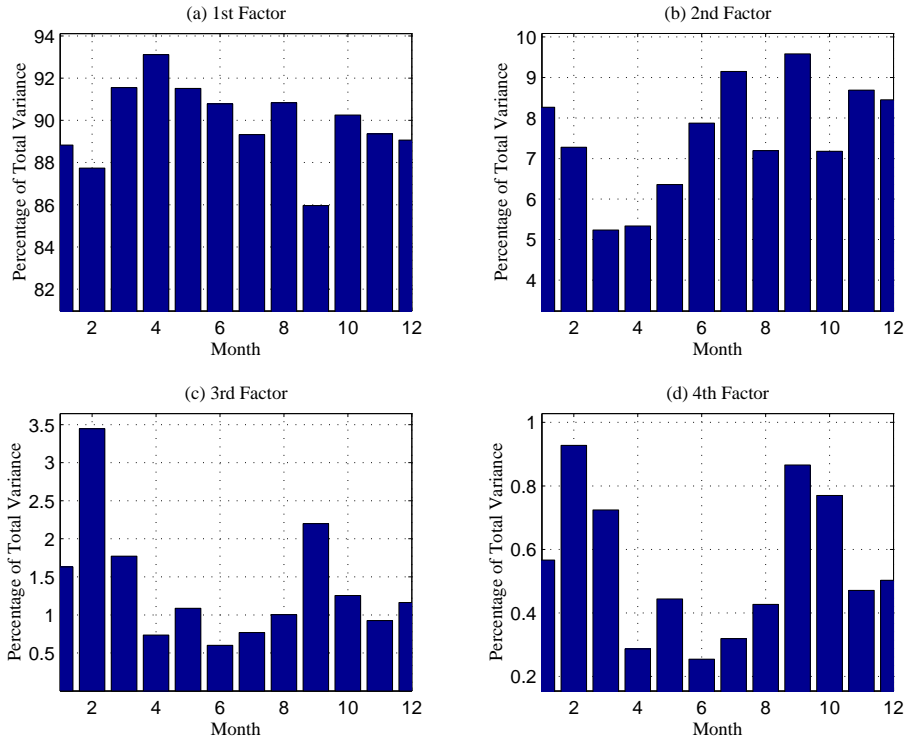 (a) 1st Factor
Percentage of Total Variance
94
92
90
88
86
84
82
2 4 6 8 10 12
Month
(b) 2nd Factor
Percentage of Total Variance
10
9
8
7
6
5
4
2 4 6 8 10 12
Month
(c) 3rd Factor
Percentage of Total Variance
3.5
3
2.5
2
1.5
1
0.5
2 4 6 8 10 12
Month
(d) 4th Factor
Percentage of Total Variance
1
0.8
0.6
0.4
0.2
2 4 6 8 10 12
Month